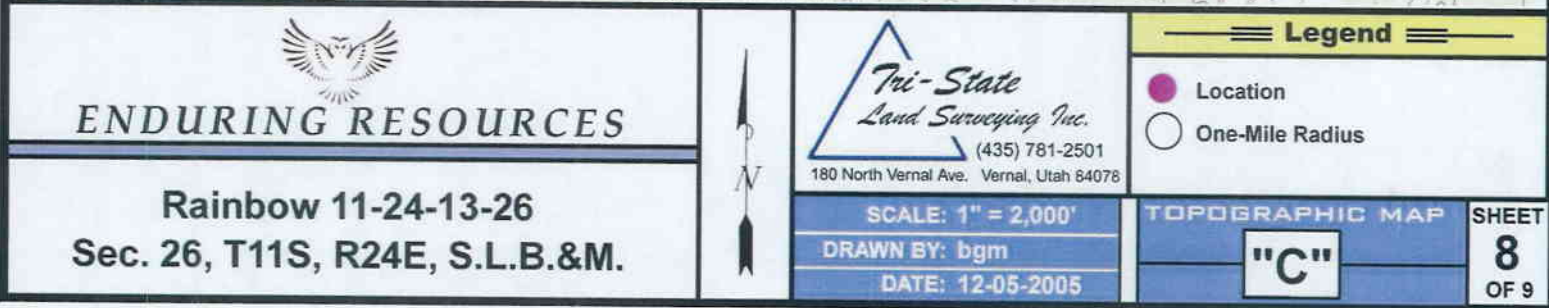 ENDURING RESOURCES
Rainbow 11-24-13-26
Sec. 26, T11S, R24E, S.L.B.&M.
N
Tri-State
Land Surveying Inc.
(435) 781-2501
180 North Vernal Ave. Vernal, Utah 84078
SCALE: 1" = 2,000'
DRAWN BY: bgm
DATE: 12-05-2005
Legend
Location
One-Mile Radius
TOPOGRAPHIC MAP
"C"
SHEET
8
OF 9